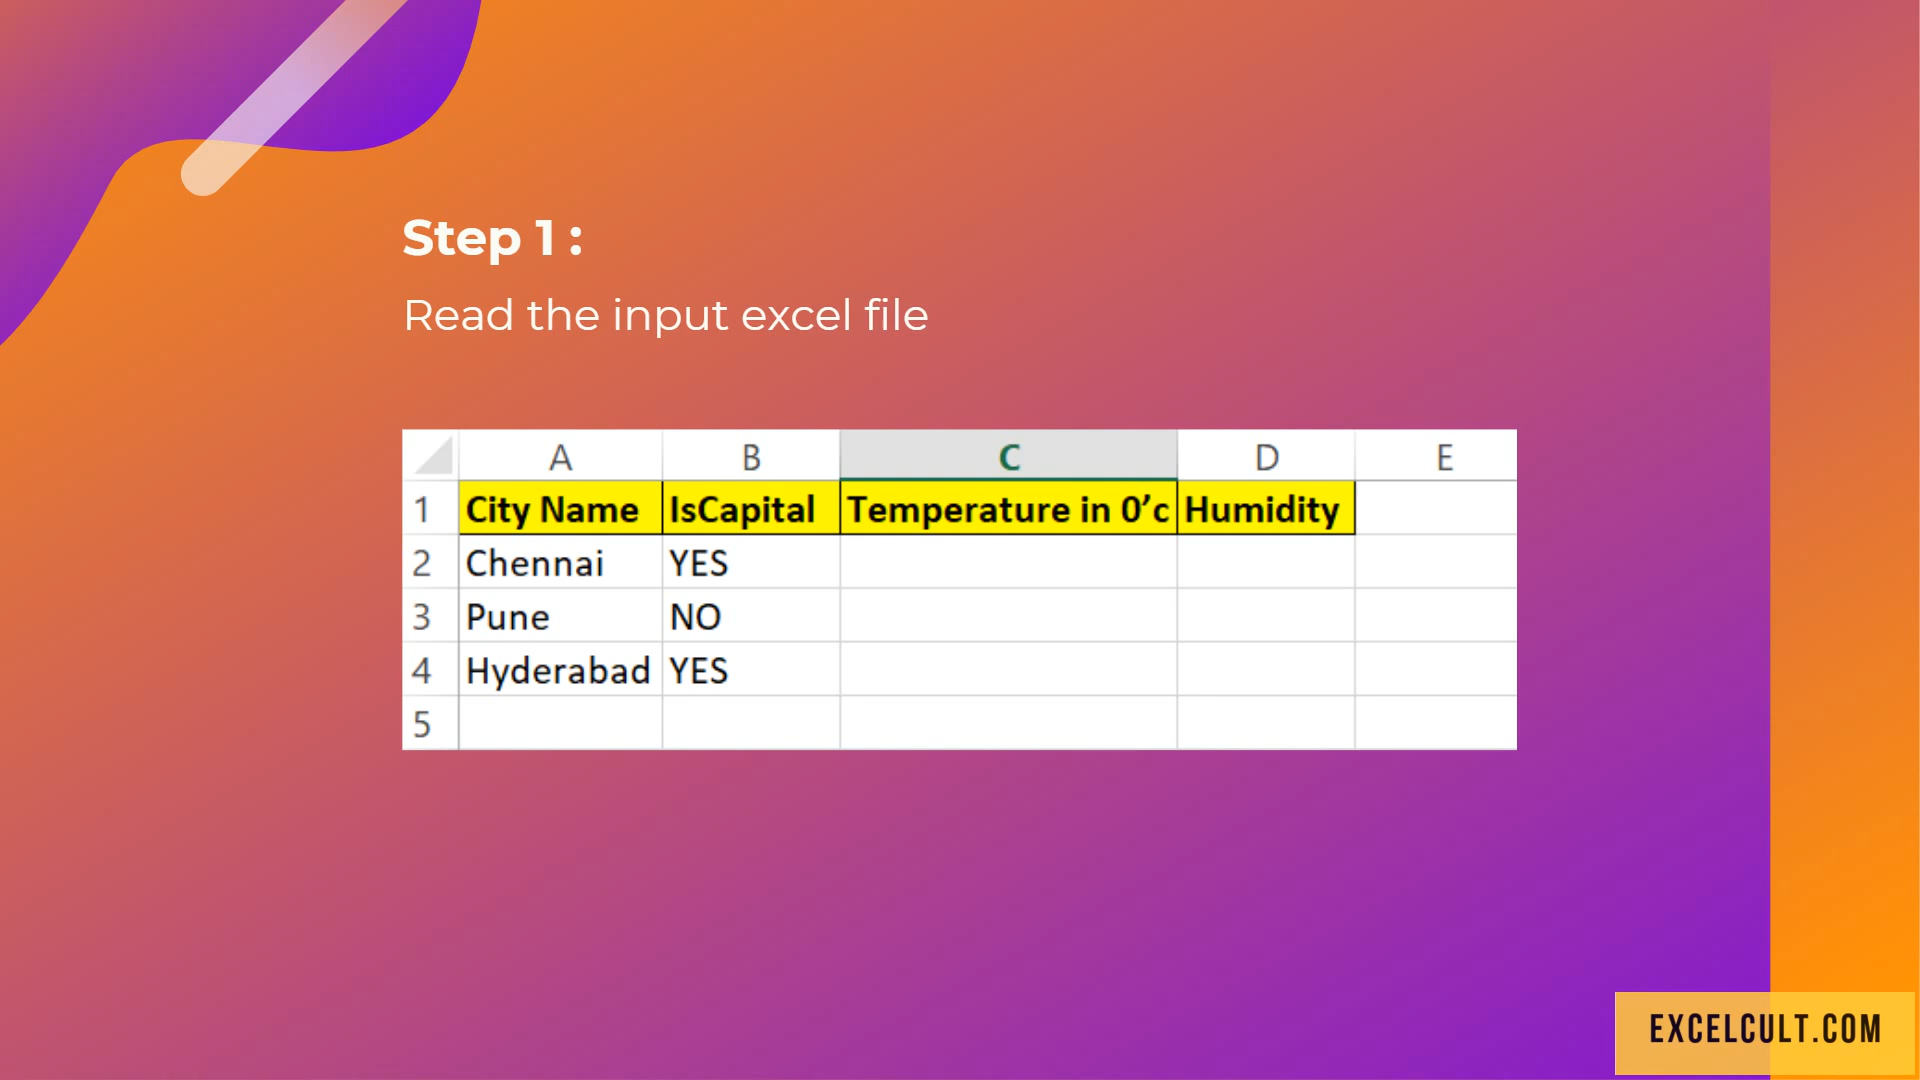 Step 1 :
Read the input excel file
A B C D E
1 City Name IsCapital Temperature in 0’c Humidity
2 Chennai YES
3 Pune NO
4 Hyderabad YES
5
EXCELCULT.COM